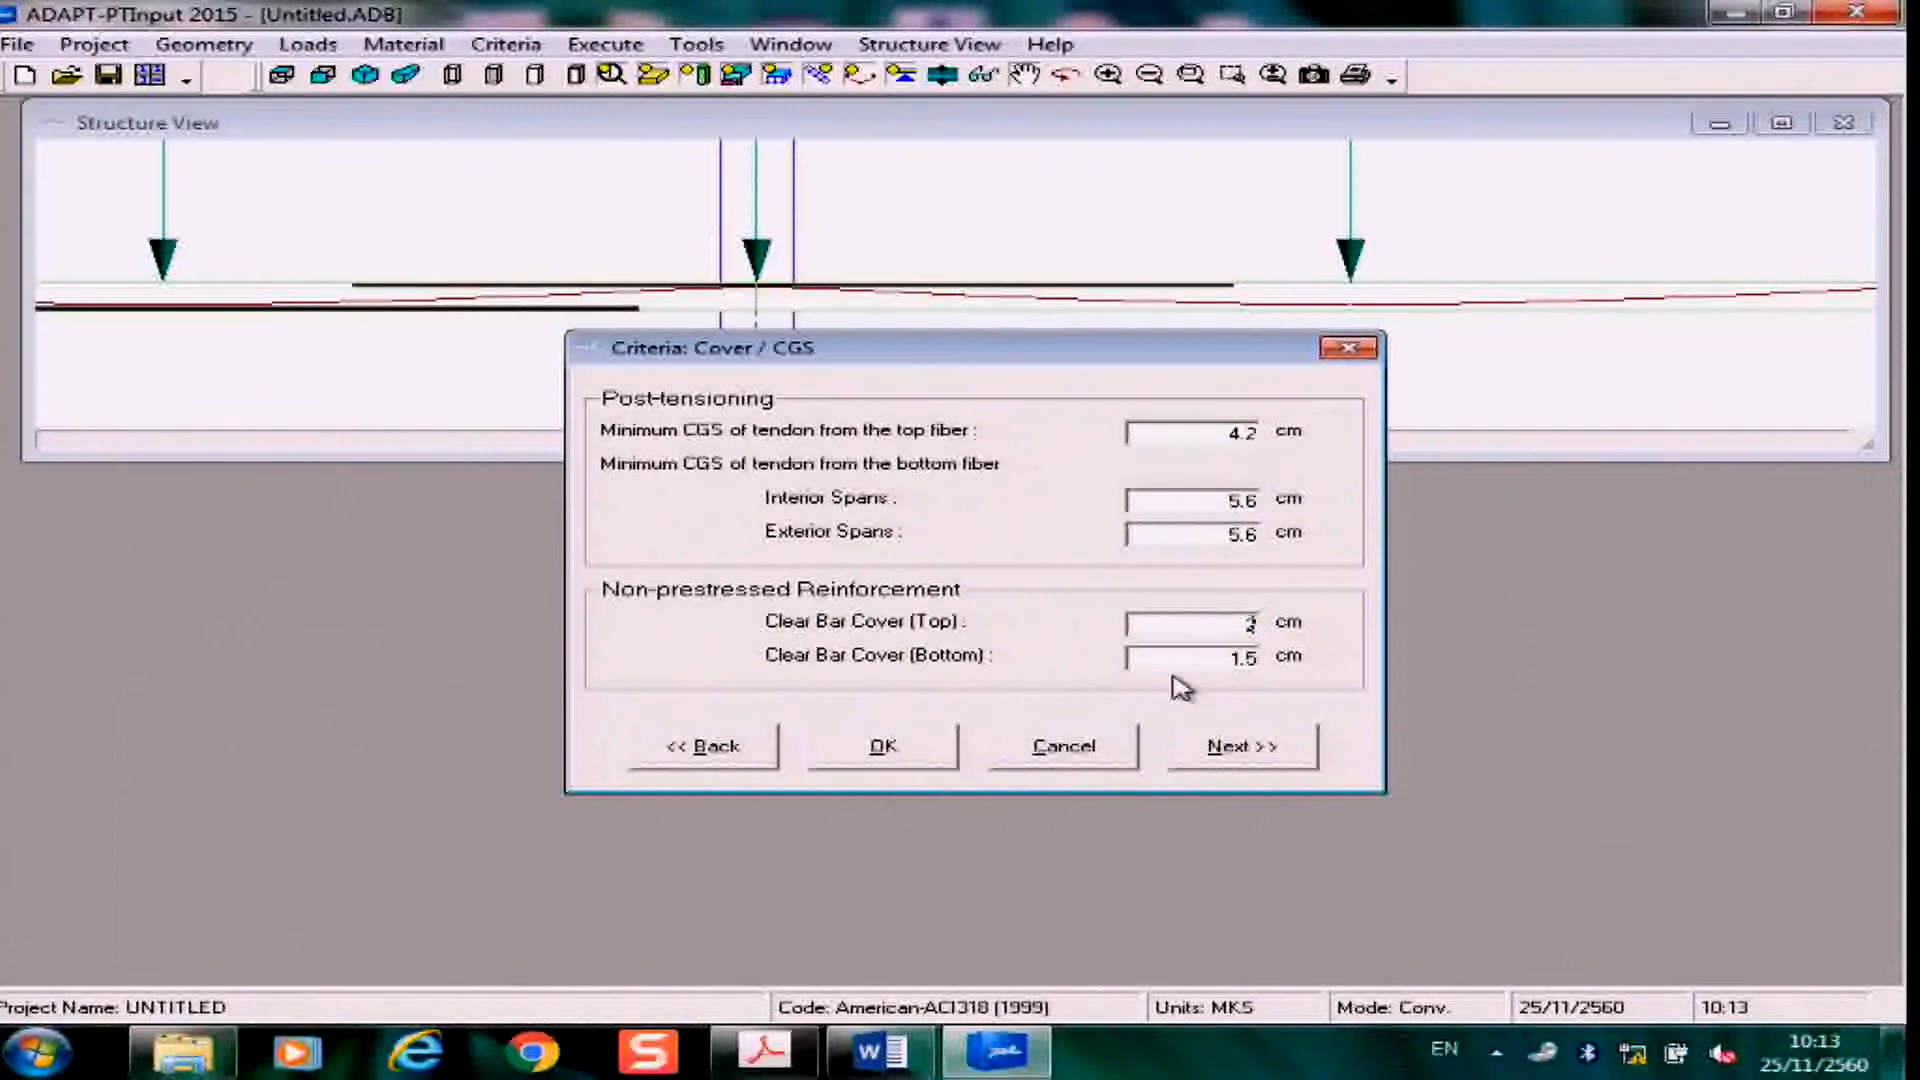 ADAPT-PTInput 2015 - [Untitled.ADB]
File Project Geometry Loads Material Criteria Execute Tools Window Structure View Help
Structure View
Criteria: Cover / CGS
Post-tensioning
Minimum CGS of tendon from the top fiber : 4.2 cm
Minimum CGS of tendon from the bottom fiber
Interior Spans : 5.6 cm
Exterior Spans : 5.6 cm
Non-prestressed Reinforcement
Clear Bar Cover (Top) : cm
Clear Bar Cover (Bottom) : 1.5 cm
<< Back OK Cancel Next >>
Project Name: UNTITLED Code: American-ACI318 (1999) Units: MKS Mode: Conv. 25/11/2560 10:13
EN 10:13
25/11/2560